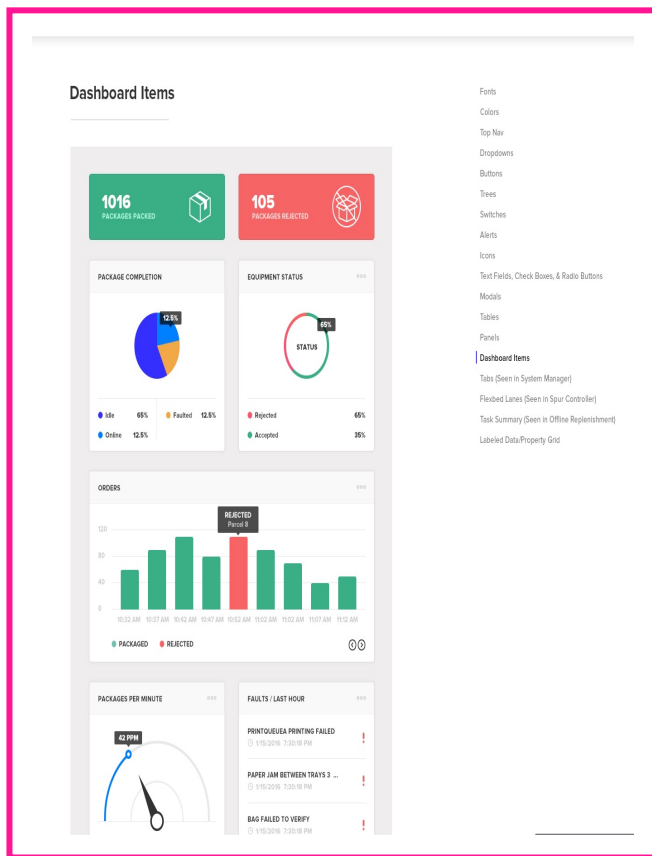 Dashboard Items
1016
PACKAGES PACKED
105
PACKAGES REJECTED
PACKAGE COMPLETION
12.5%
Idle 65%
Faulted 12.5%
Online 12.5%
EQUIPMENT STATUS
65%
STATUS
Rejected 65%
Accepted 35%
ORDERS
REJECTED
Parcel 8
120
80
40
0
10:32 AM 10:37 AM 10:42 AM 10:47 AM 10:52 AM 11:02 AM 11:02 AM 11:07 AM 11:12 AM
PACKAGED REJECTED
PACKAGES PER MINUTE
42 PPM
FAULTS / LAST HOUR
PRINTQUEUEA PRINTING FAILED
1/15/2016 7:30:18 PM
PAPER JAM BETWEEN TRAYS 3 ...
1/15/2016 7:30:18 PM
BAG FAILED TO VERIFY
1/15/2016 7:30:18 PM
Fonts
Colors
Top Nav
Dropdowns
Buttons
Trees
Switches
Alerts
Icons
Text Fields, Check Boxes, & Radio Buttons
Modals
Tables
Panels
Dashboard Items
Tabs (Seen in System Manager)
Flexbed Lanes (Seen in Spur Controller)
Task Summary (Seen in Offline Replenishment)
Labeled Data/Property Grid